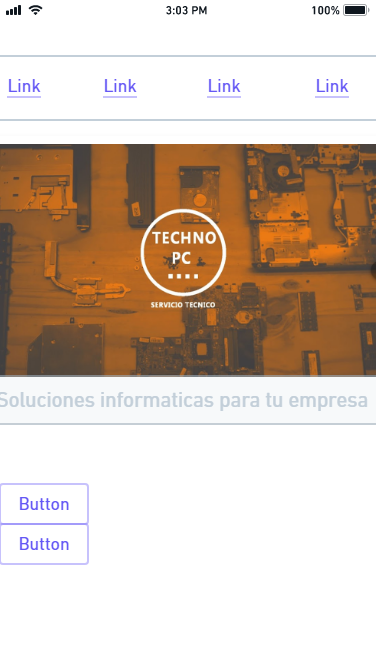 3:03 PM 100%
Link Link Link Link
TECHNO
PC
SERVICIO TECNICO
Soluciones informaticas para tu empresa
Button
Button